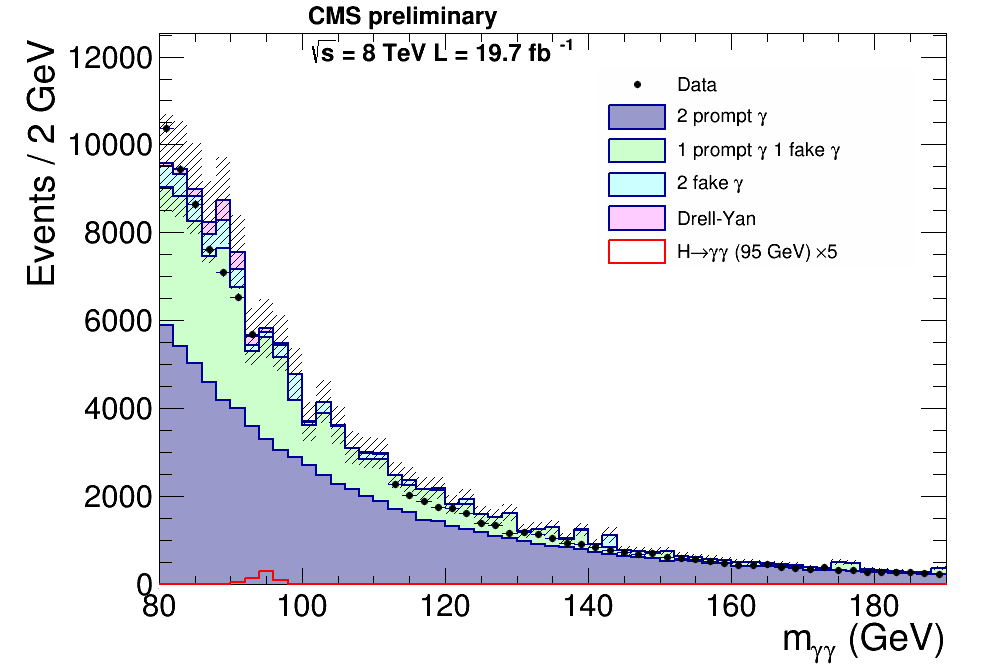 CMS preliminary
√s = 8 TeV L = 19.7 fb⁻¹
Events / 2 GeV
12000
10000
8000
6000
4000
2000
0
Data
2 prompt γ
1 prompt γ 1 fake γ
2 fake γ
Drell-Yan
H→γγ (95 GeV) ×5
80 100 120 140 160 180
mγγ (GeV)